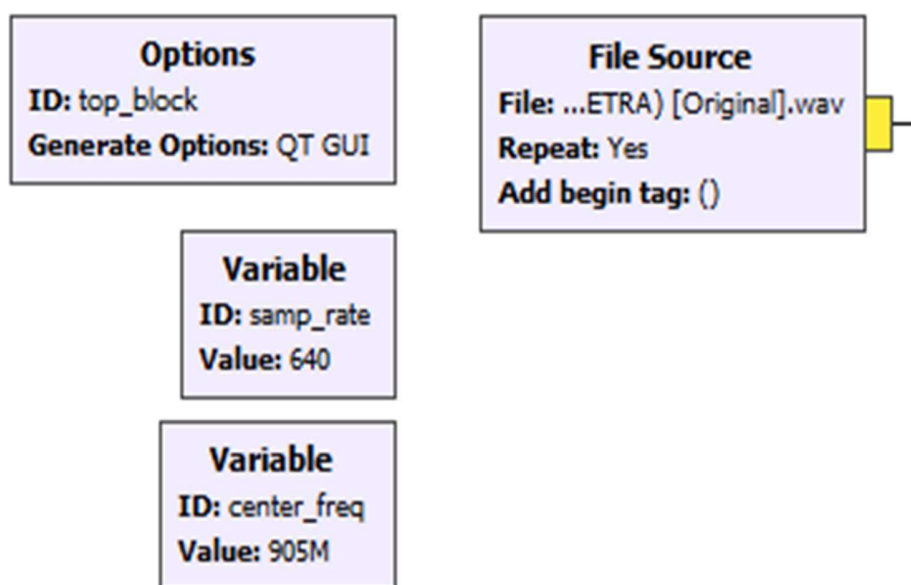 Options
ID: top_block
Generate Options: QT GUI
File Source
File: ...ETRA) [Original].wav
Repeat: Yes
Add begin tag: ()
Variable
ID: samp_rate
Value: 640
Variable
ID: center_freq
Value: 905M